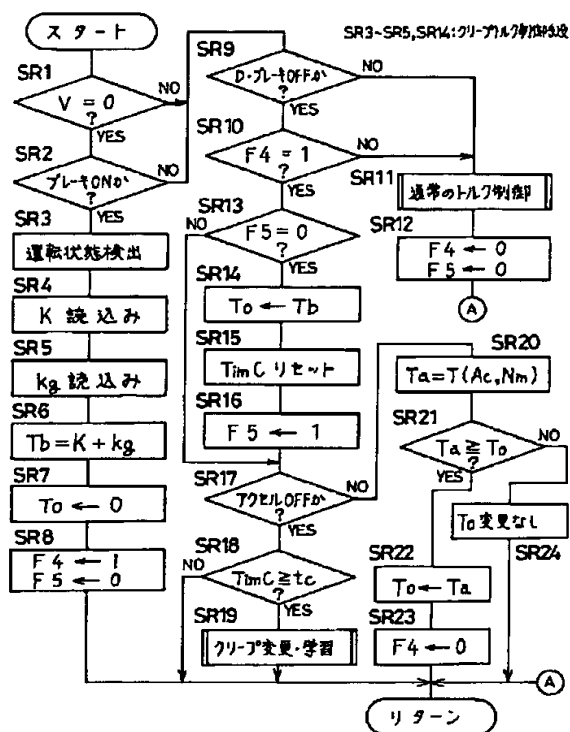 スタート
SR3~SR5,SR14:クリープトルク制御手段
SR1
V = 0
?
NO
YES
SR2
ブレーキONか
?
NO
YES
SR3
運転状態検出
SR4
K 読込み
SR5
kg 読込み
SR6
Tb=K+kg
SR7
To ← 0
SR8
F4 ← 1
F5 ← 0
SR9
D・ブレーキOFFか
?
NO
YES
SR10
F4 = 1
?
NO
YES
SR11
通常のトルク制御
SR12
F4 ← 0
F5 ← 0
A
SR13
F5 = 0
?
NO
YES
SR14
To ← Tb
SR15
TimC リセット
SR16
F5 ← 1
SR17
アクセルOFFか
?
NO
YES
SR18
TimC≧tc
?
NO
YES
SR19
クリープ変更・学習
SR20
Ta=T(Ac,Nm)
SR21
Ta≧To
?
NO
YES
To変更なし
SR24
SR22
To←Ta
SR23
F4←0
A
リターン